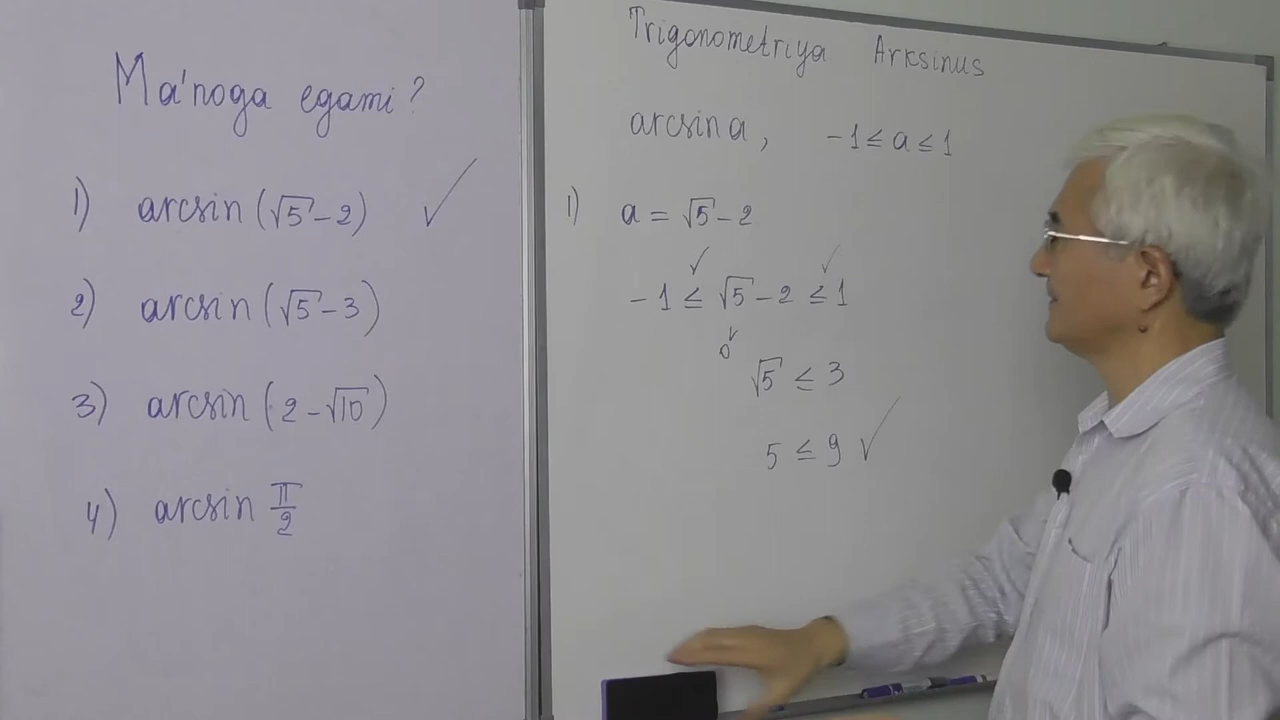 Ma'noga egami?
1) arcsin (√5 - 2) ✓
2) arcsin (√5 - 3)
3) arcsin (2 - √10)
4) arcsin π/2
Trigonometriya Arksinus
arcsin a, -1 ≤ a ≤ 1
1) a = √5 - 2
✓ ✓
-1 ≤ √5 - 2 ≤ 1
∨
0
√5 ≤ 3
5 ≤ 9 ✓